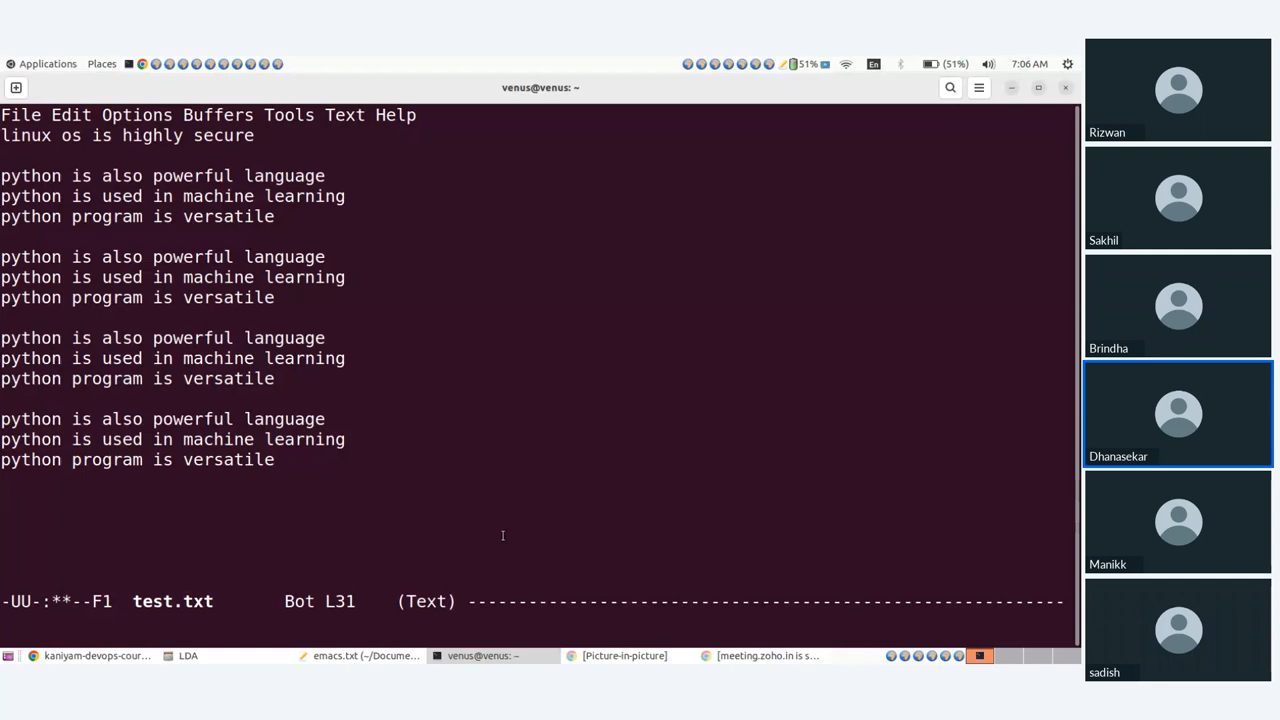 Applications Places 51% En (51%) 7:06 AM
venus@venus: ~
File Edit Options Buffers Tools Text Help
linux os is highly secure
python is also powerful language
python is used in machine learning
python program is versatile
python is also powerful language
python is used in machine learning
python program is versatile
python is also powerful language
python is used in machine learning
python program is versatile
python is also powerful language
python is used in machine learning
python program is versatile
-UU-:**--F1 test.txt Bot L31 (Text) -----------------------------------------------------------
kaniyam-devops-cour... LDA emacs.txt (~/Docume... venus@venus: ~ [Picture-in-picture] [meeting.zoho.in is s...
Rizwan
Sakhil
Brindha
Dhanasekar
Manikk
sadish